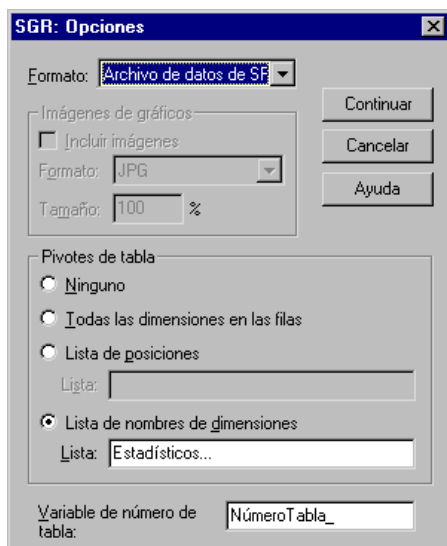 SGR: Opciones
Formato: Archivo de datos de SF
Imágenes de gráficos
Incluir imágenes
Formato: JPG
Tamaño: 100 %
Continuar
Cancelar
Ayuda
Pivotes de tabla
Ninguno
Todas las dimensiones en las filas
Lista de posiciones
Lista:
Lista de nombres de dimensiones
Lista: Estadísticos...
Variable de número de
tabla:
NúmeroTabla_